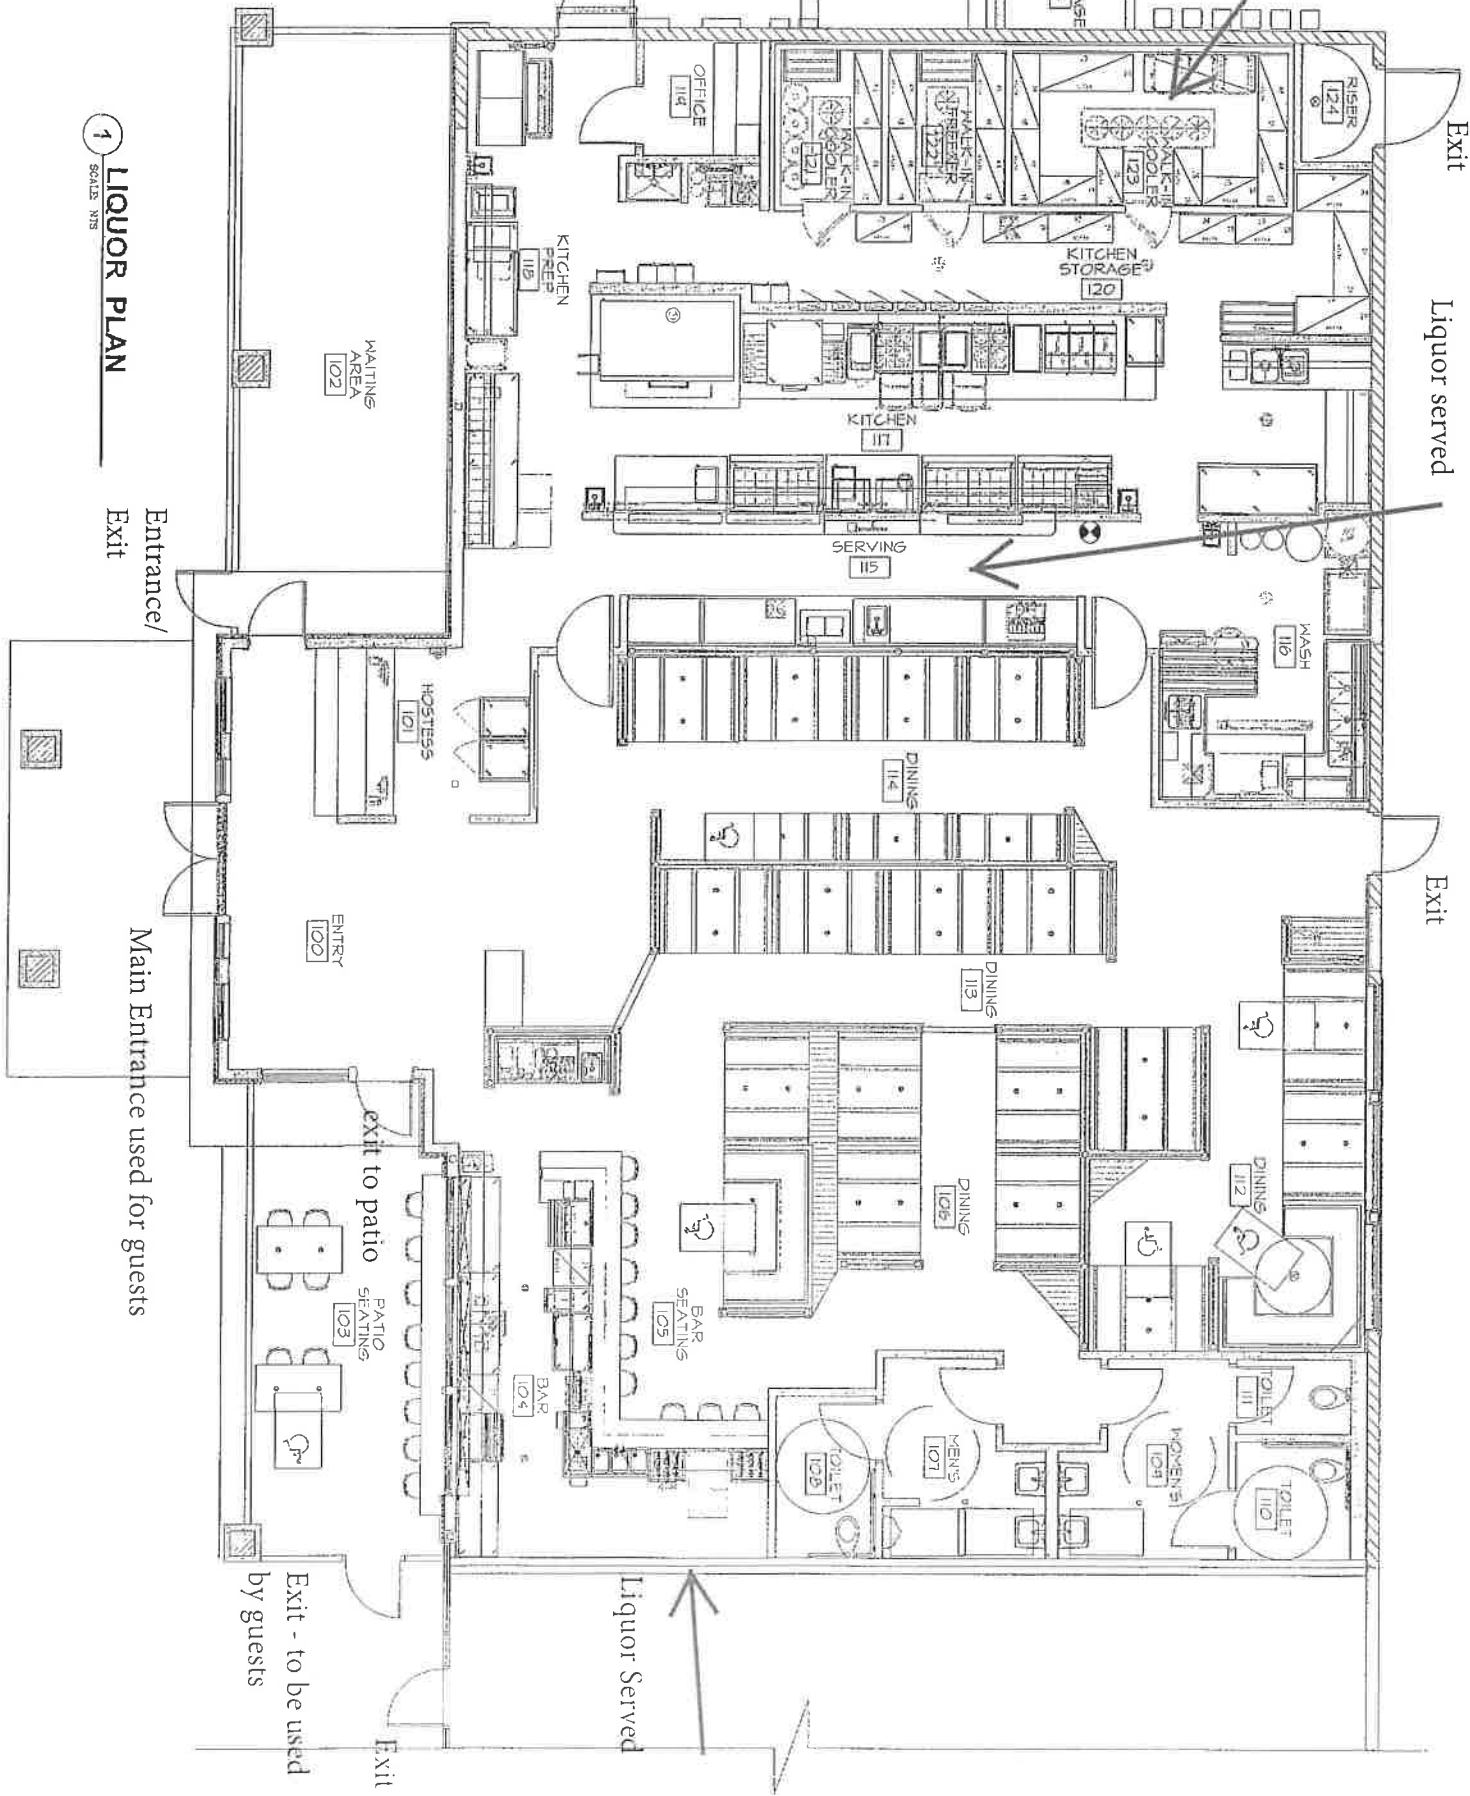 Exit
RISER
124
OFFICE
119
WALK-IN
COOLER
121
WALK-IN
FREEZER
122
WALK-IN
COOLER
123
KITCHEN
STORAGE
120
Liquor served
KITCHEN
PREP
118
WAITING
AREA
102
1
LIQUOR PLAN
SCALE: NTS
KITCHEN
117
Entrance/
Exit
SERVING
115
WASH
116
HOSTESS
101
DINING
114
Exit
ENTRY
100
DINING
113
Main Entrance used for guests
exit to patio
DINING
112
DINING
106
BAR
SEATING
105
PATIO
SEATING
103
BAR
104
MEN'S
107
TOILET
108
WOMEN'S
109
TOILET
111
TOILET
110
Liquor Served
Exit - to be used
by guests
Exit